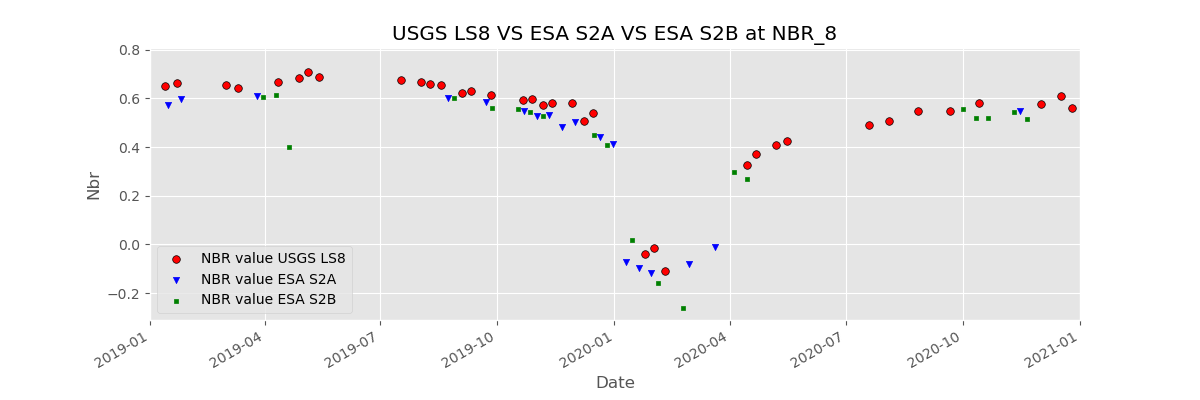 USGS LS8 VS ESA S2A VS ESA S2B at NBR_8
0.8
0.6
0.4
0.2
0.0
−0.2
Nbr
NBR value USGS LS8
NBR value ESA S2A
NBR value ESA S2B
2019-01
2019-04
2019-07
2019-10
2020-01
2020-04
2020-07
2020-10
2021-01
Date